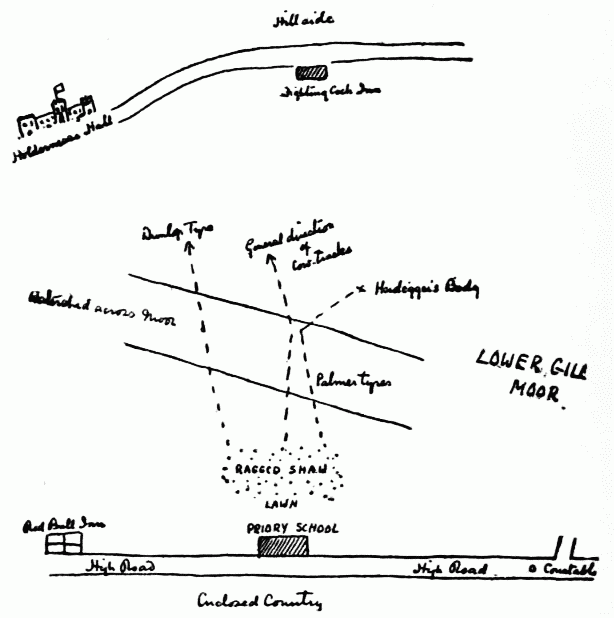 Hillside
Fighting Cock Inn
Holdernesse Hall
Dunlop Tyre
General direction
of
Cow-tracks
Heidegger's Body
Watershed across moor
Palmer tyres
LOWER GILL
MOOR.
RAGGED SHAW
LAWN
PRIORY SCHOOL
Red Bull Inn
High Road
High Road
Constable
Enclosed Country